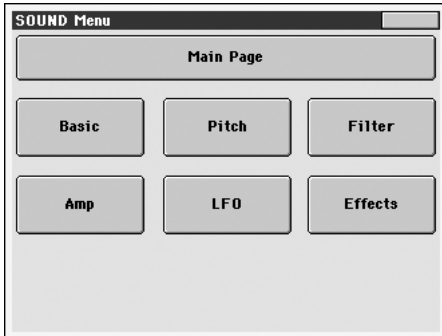 SOUND Menu
Main Page
Basic Pitch Filter
Amp LFO Effects